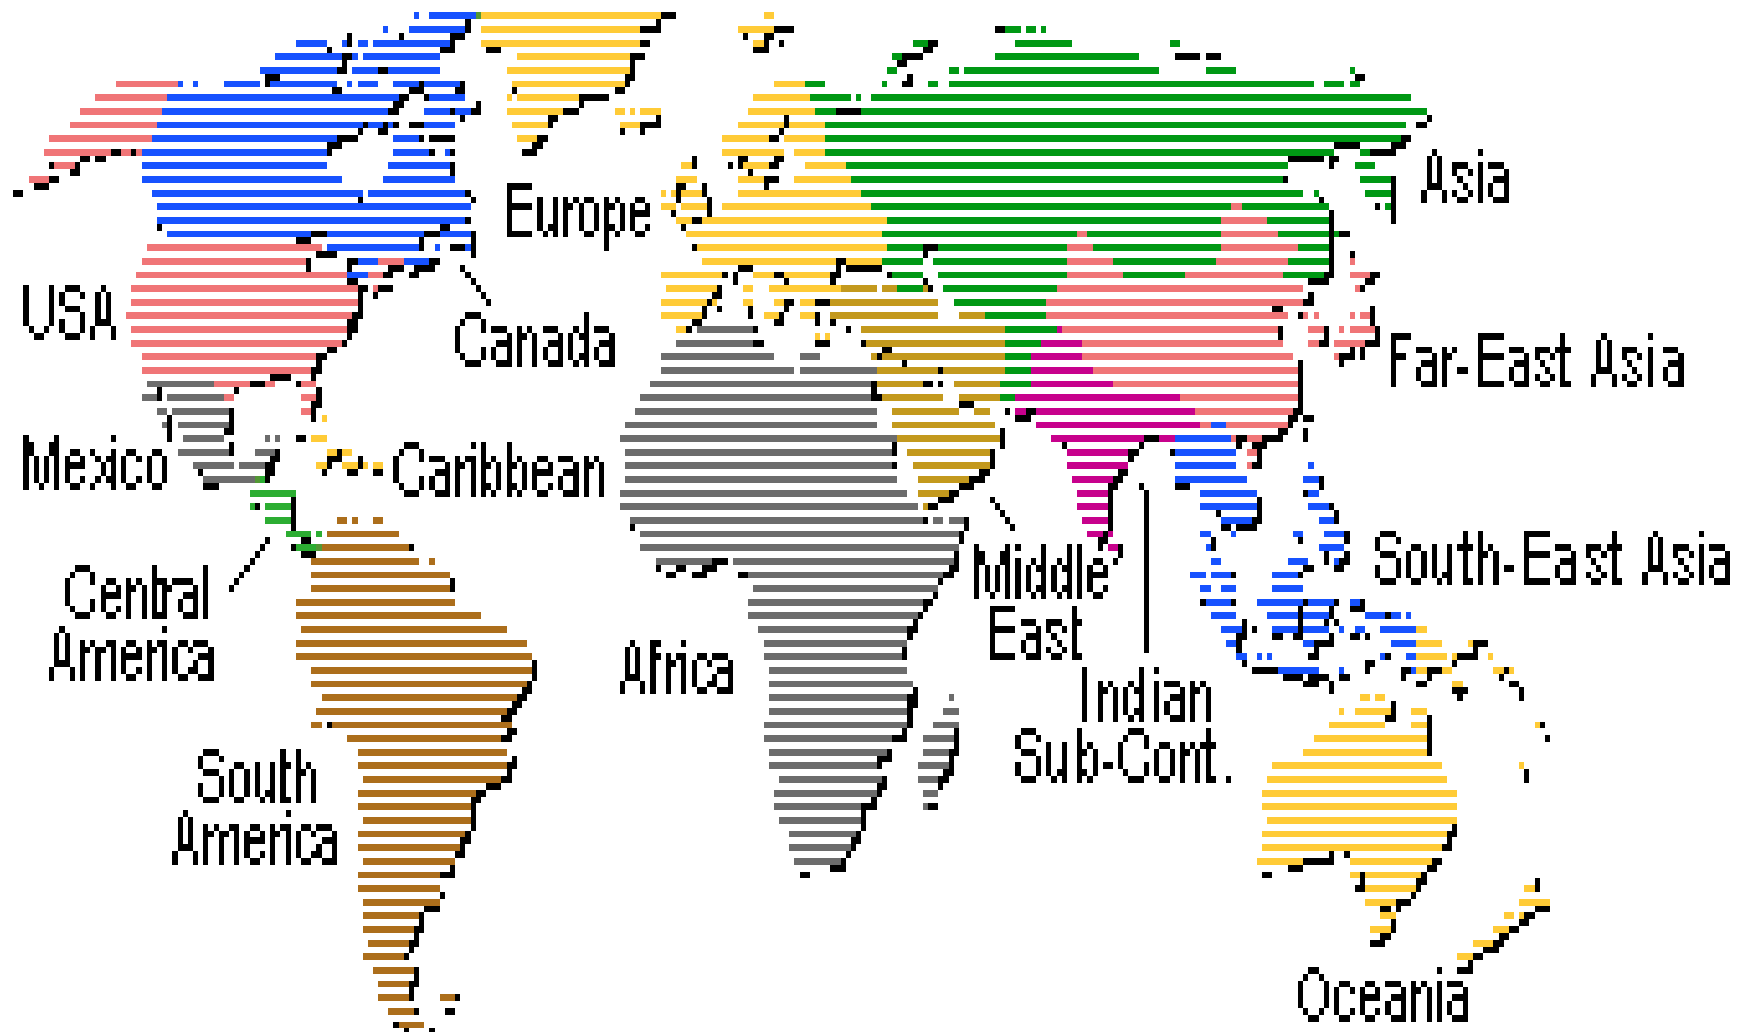 Asia
Europe
USA
Canada
Far-East Asia
Mexico
Caribbean
South-East Asia
Central
America
Middle
East
Africa
Indian
Sub-Cont.
South
America
Oceania